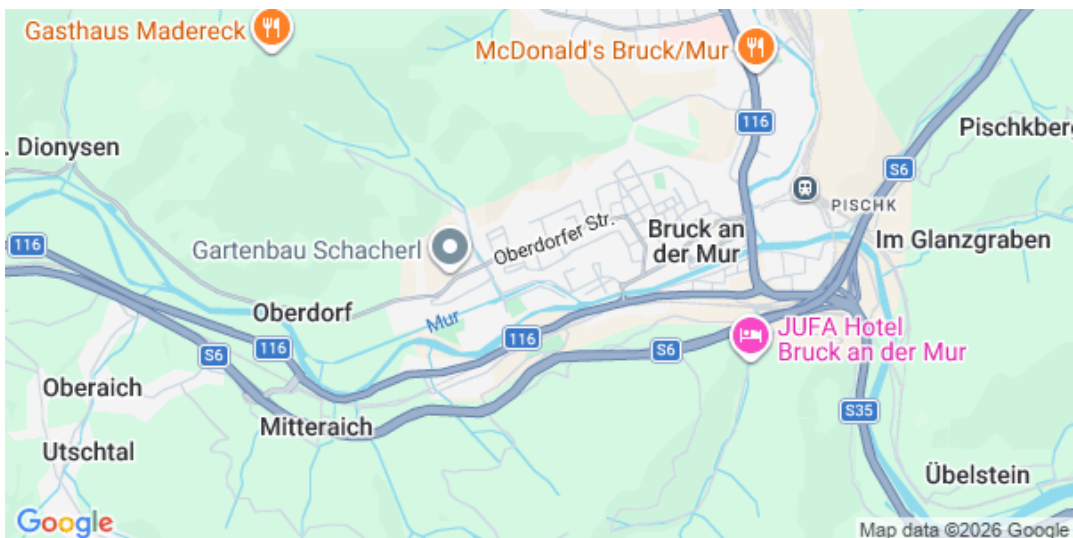 Gasthaus Madereck
McDonald's Bruck/Mur
116
Pischkberg
. Dionysen
S6
PISCHK
Bruck an
der Mur
Oberdorfer Str.
Im Glanzgraben
116
Gartenbau Schacherl
Oberdorf
Mur
JUFA Hotel
Bruck an der Mur
116
116
S6
S6
Oberaich
S35
Mitteraich
Utschtal
Übelstein
Google
Map data ©2026 Google